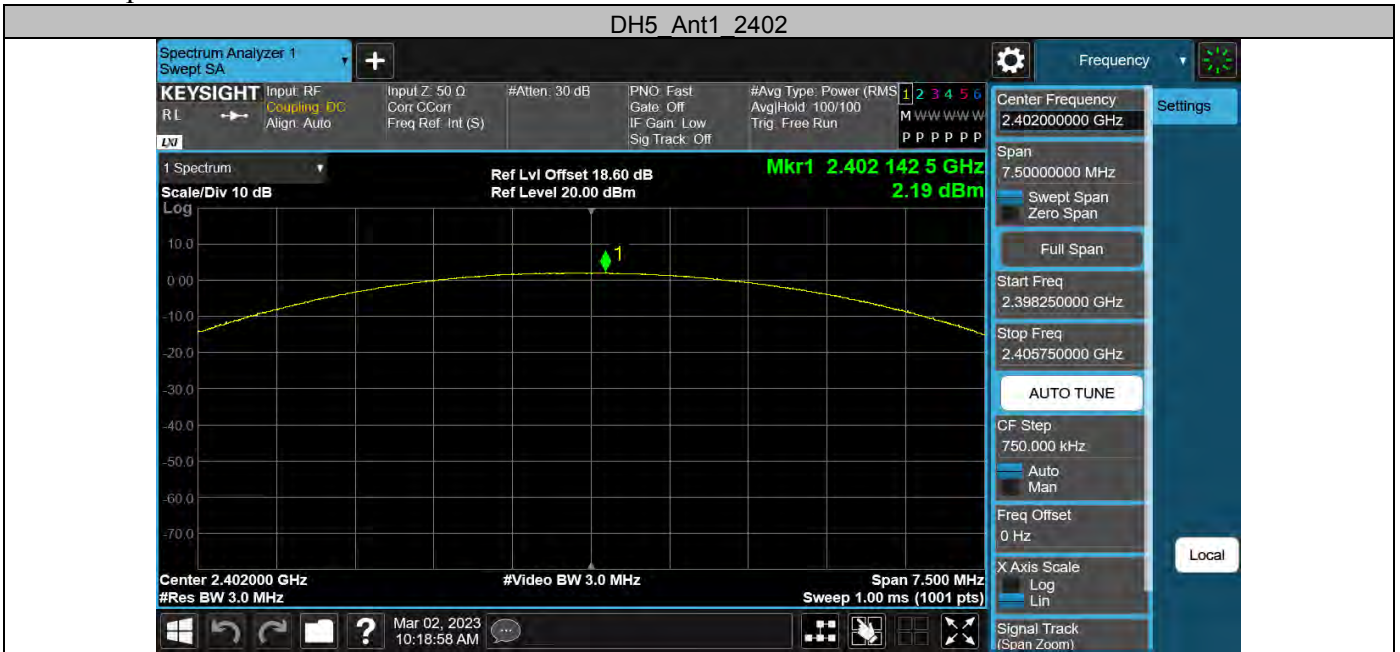 DH5_Ant1_2402
Spectrum Analyzer 1
Swept SA
Frequency
KEYSIGHT
RL
LXI
Input: RF
Coupling: DC
Align: Auto
Input Z: 50 Ω
Corr CCorr
Freq Ref: Int (S)
#Atten: 30 dB
PNO: Fast
Gate: Off
IF Gain: Low
Sig Track: Off
#Avg Type: Power (RMS
Avg|Hold: 100/100
Trig: Free Run
1 2 3 4 5 6
M W W W W W
P P P P P P
1 Spectrum
Scale/Div 10 dB
Log
Ref Lvl Offset 18.60 dB
Ref Level 20.00 dBm
Mkr1 2.402 142 5 GHz
2.19 dBm
1
10.0
0.00
-10.0
-20.0
-30.0
-40.0
-50.0
-60.0
-70.0
Center 2.402000 GHz
#Res BW 3.0 MHz
#Video BW 3.0 MHz
Span 7.500 MHz
Sweep 1.00 ms (1001 pts)
Mar 02, 2023
10:18:58 AM
Center Frequency
2.402000000 GHz
Span
7.50000000 MHz
Swept Span
Zero Span
Full Span
Start Freq
2.398250000 GHz
Stop Freq
2.405750000 GHz
AUTO TUNE
CF Step
750.000 kHz
Auto
Man
Freq Offset
0 Hz
X Axis Scale
Log
Lin
Signal Track
(Span Zoom)
Settings
Local